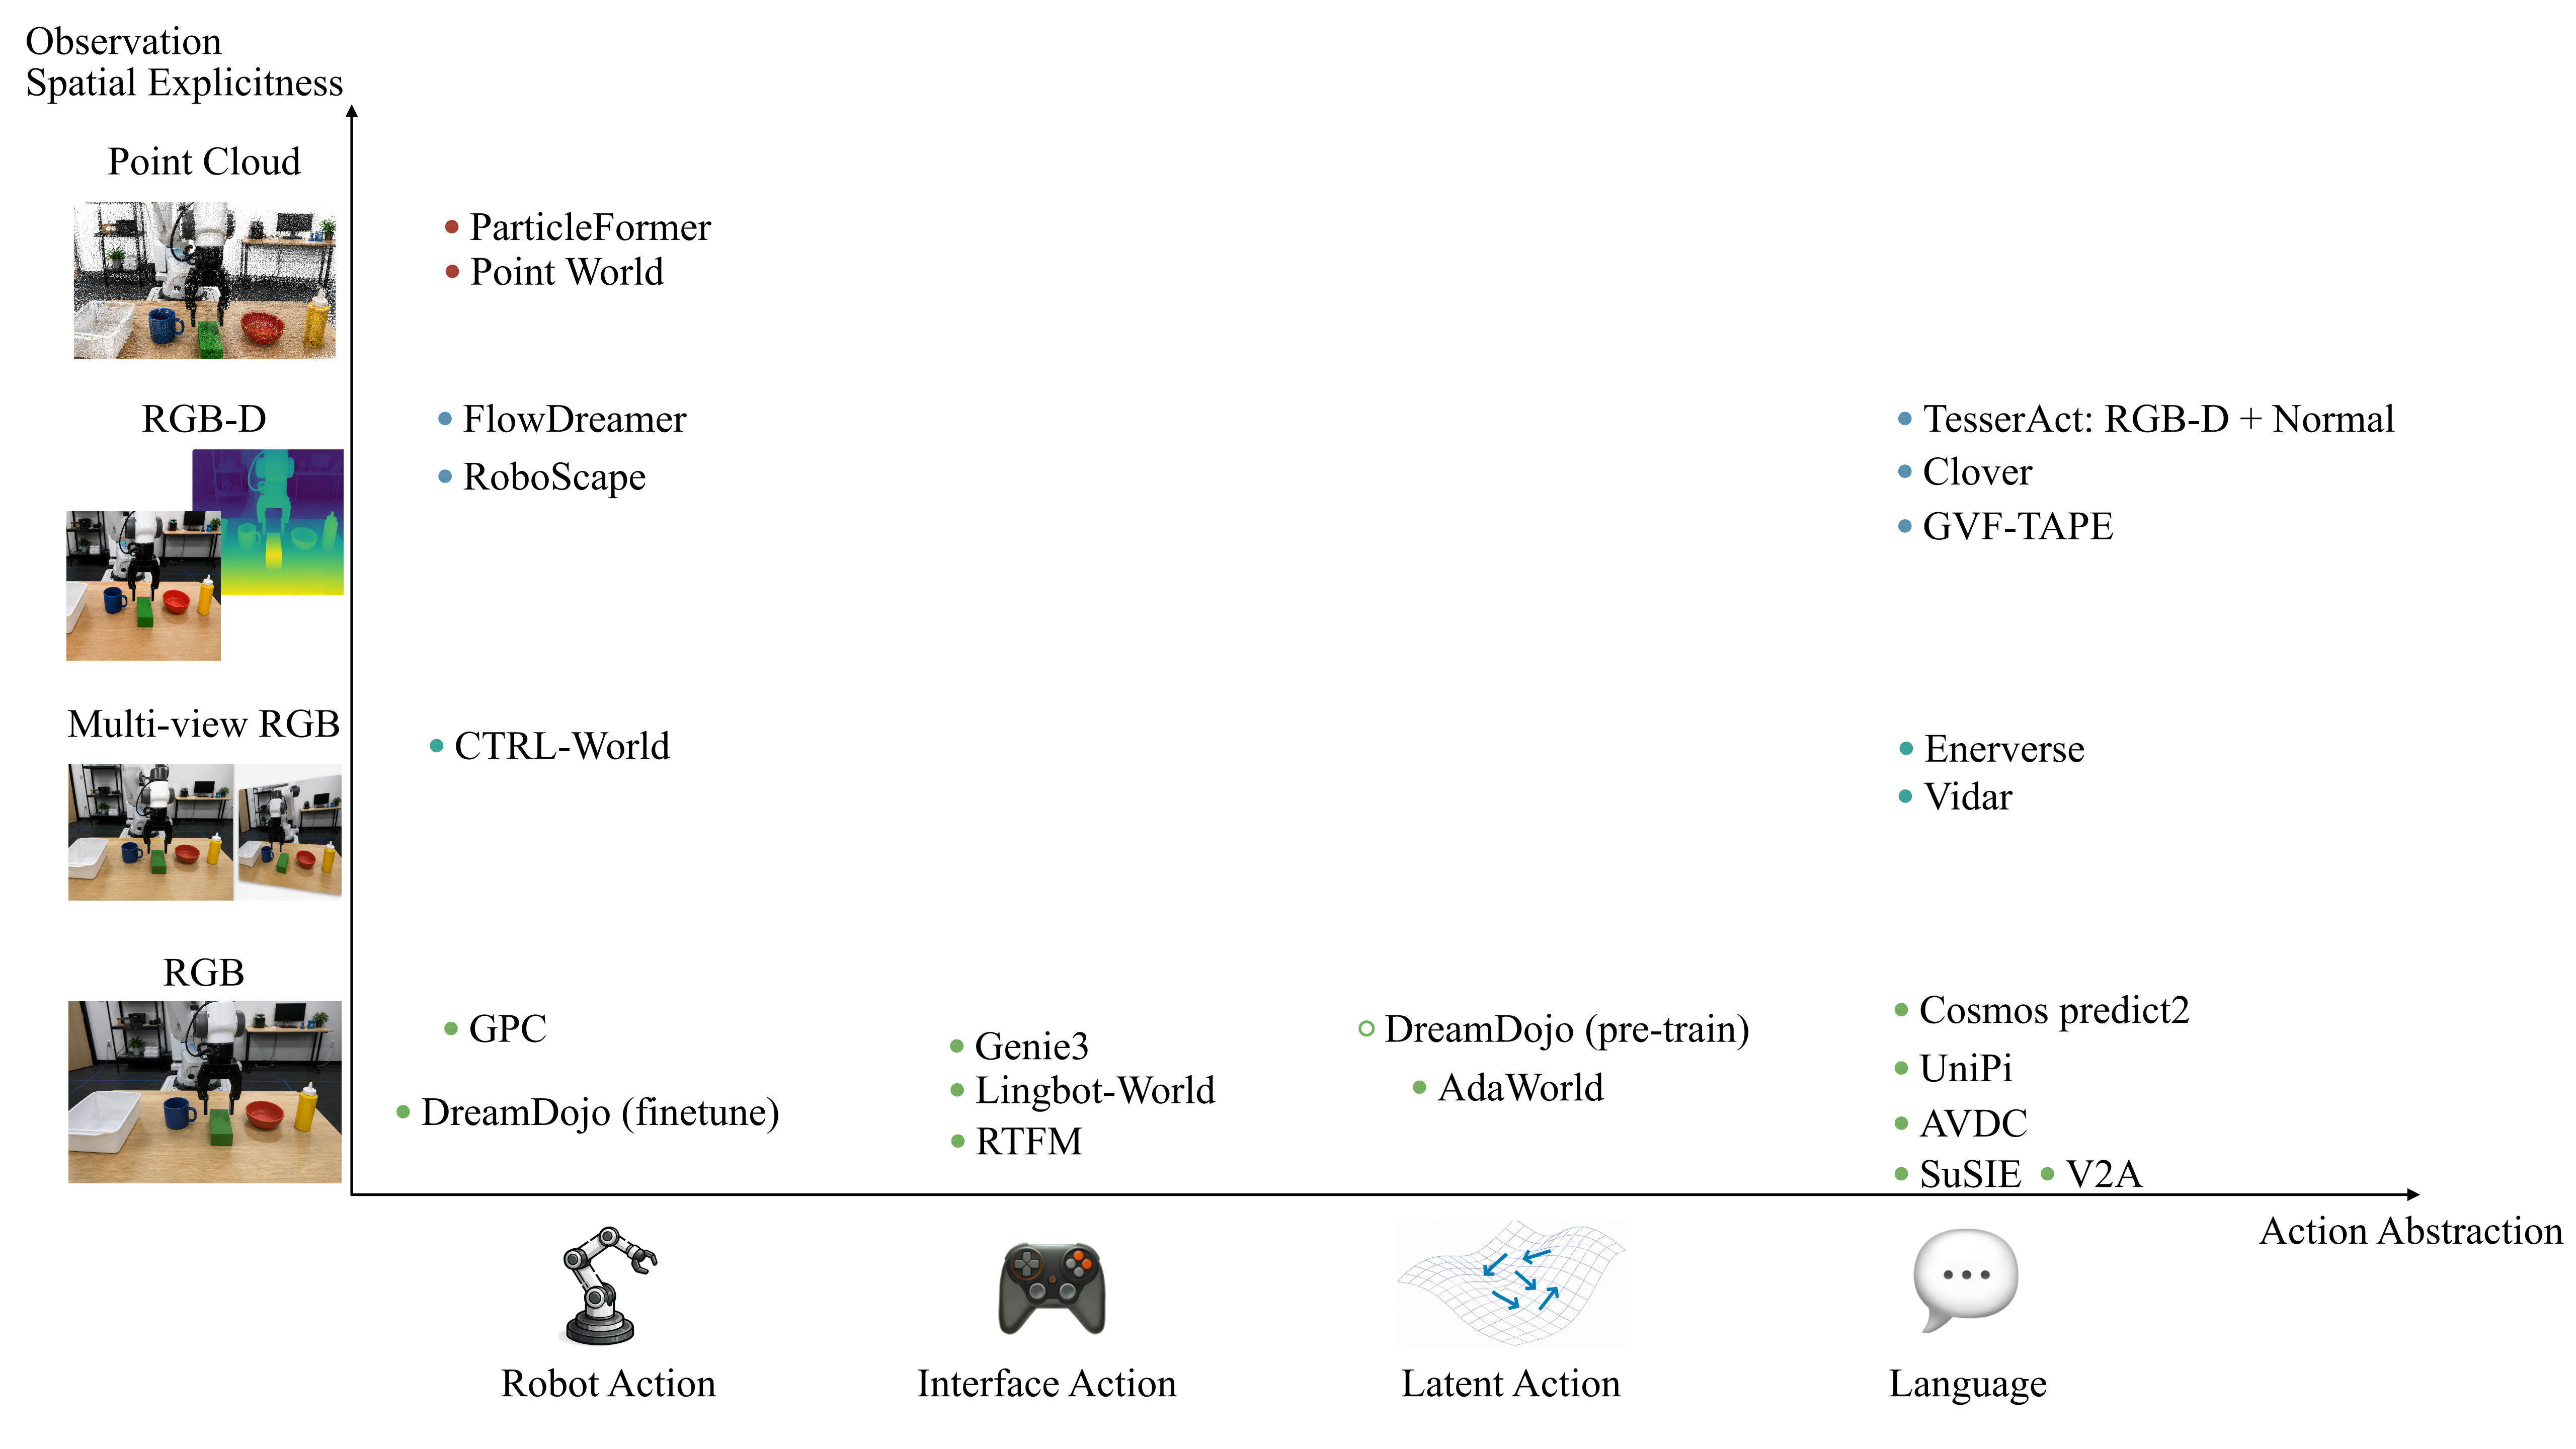 Observation
Spatial Explicitness
Point Cloud
ParticleFormer
Point World
RGB-D
FlowDreamer
RoboScape
TesserAct: RGB-D + Normal
Clover
GVF-TAPE
Multi-view RGB
CTRL-World
Enerverse
Vidar
RGB
GPC
DreamDojo (finetune)
Genie3
Lingbot-World
RTFM
DreamDojo (pre-train)
AdaWorld
Cosmos predict2
UniPi
AVDC
SuSIE
V2A
Action Abstraction
Robot Action
Interface Action
Latent Action
Language